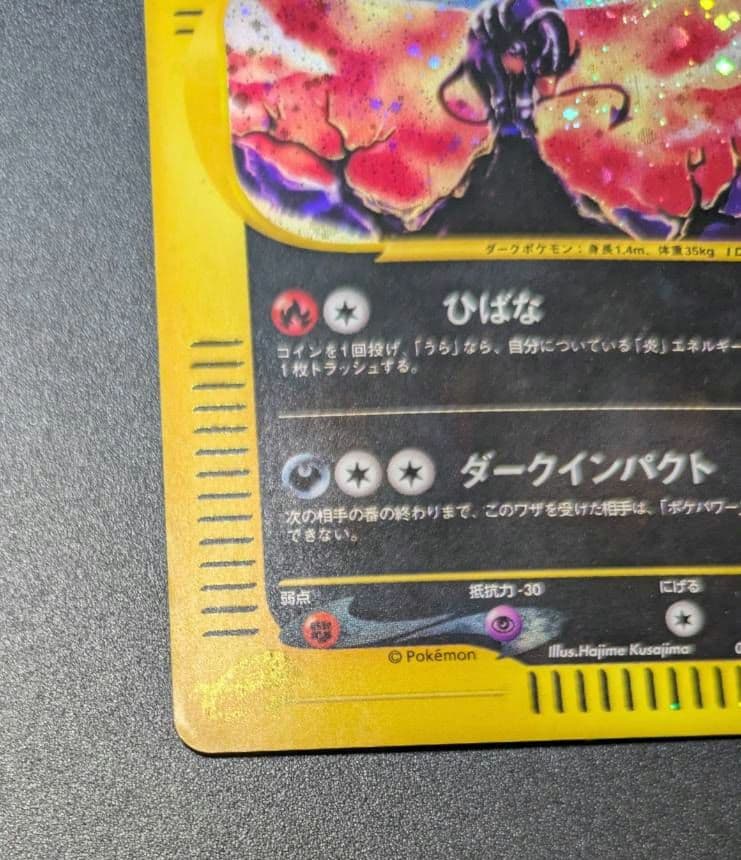 ダークポケモン：身長1.4m、体重35kg
ひばな
コインを1回投げ、「うら」なら、自分についている「炎」エネルギー
1枚トラッシュする。
ダークインパクト
次の相手の番の終わりまで、このワザを受けた相手は、「ポケパワー」
できない。
弱点 抵抗力 -30 にげる
©Pokémon Illus.Hajime Kusajima 0